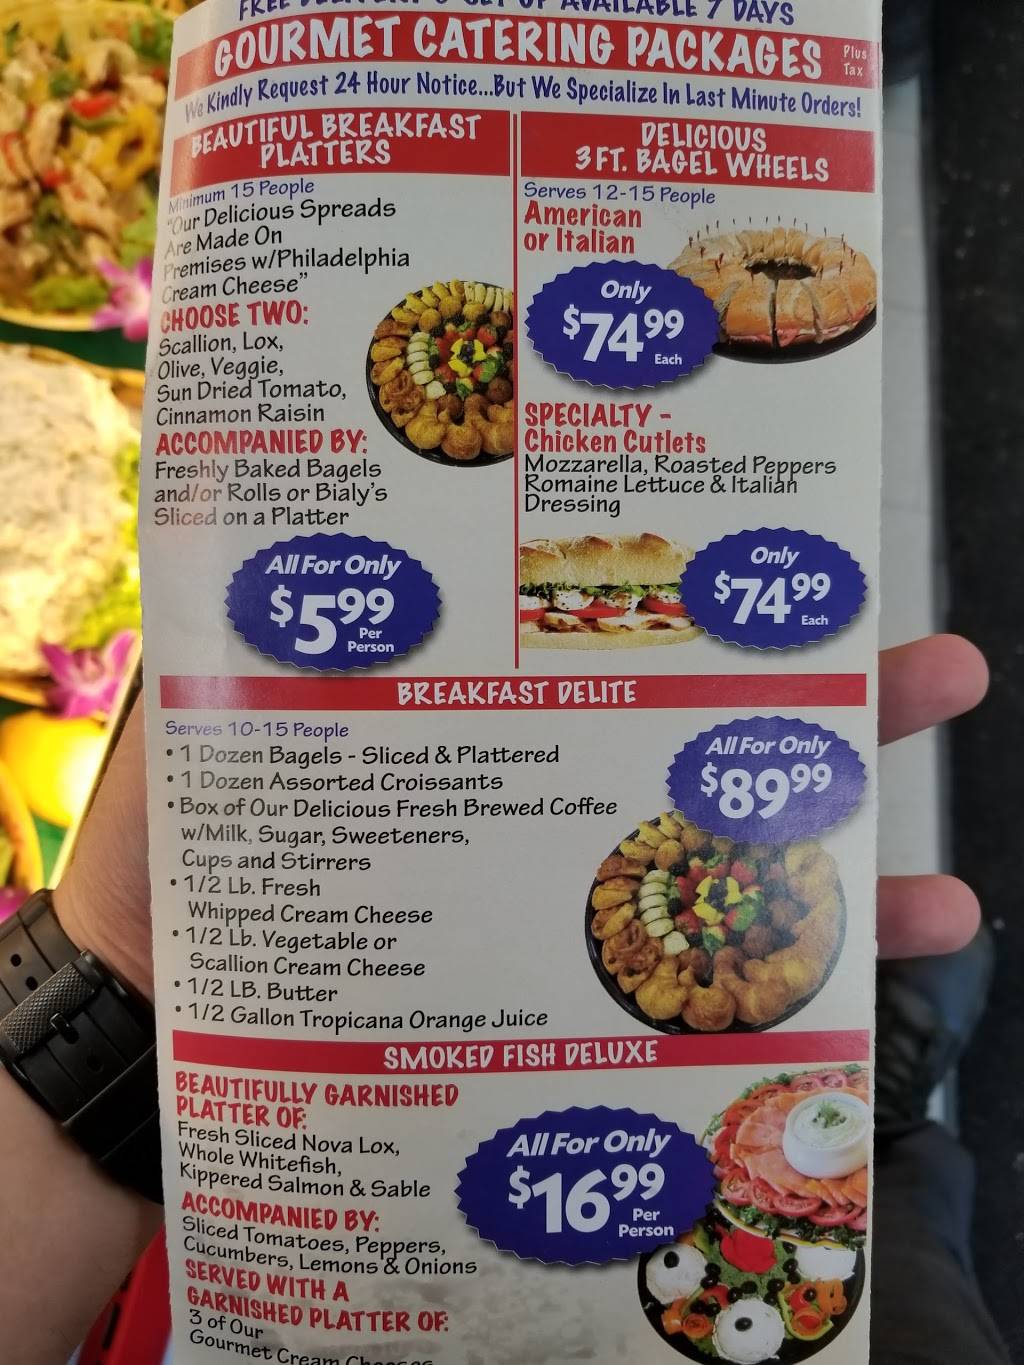 FREE DELIVERY & SET UP AVAILABLE 7 DAYS
GOURMET CATERING PACKAGES Plus Tax
We Kindly Request 24 Hour Notice...But We Specialize In Last Minute Orders!
BEAUTIFUL BREAKFAST
PLATTERS
Minimum 15 People
"Our Delicious Spreads
Are Made On
Premises w/Philadelphia
Cream Cheese"
CHOOSE TWO:
Scallion, Lox,
Olive, Veggie,
Sun Dried Tomato,
Cinnamon Raisin
ACCOMPANIED BY:
Freshly Baked Bagels
and/or Rolls or Bialy's
Sliced on a Platter
All For Only
$5.99
Per
Person
DELICIOUS
3 FT. BAGEL WHEELS
Serves 12-15 People
American
or Italian
Only
$74.99
Each
SPECIALTY -
Chicken Cutlets
Mozzarella, Roasted Peppers
Romaine Lettuce & Italian
Dressing
Only
$74.99
Each
BREAKFAST DELITE
Serves 10-15 People
• 1 Dozen Bagels - Sliced & Plattered
• 1 Dozen Assorted Croissants
• Box of Our Delicious Fresh Brewed Coffee
w/Milk, Sugar, Sweeteners,
Cups and Stirrers
• 1/2 Lb. Fresh
Whipped Cream Cheese
• 1/2 Lb. Vegetable or
Scallion Cream Cheese
• 1/2 LB. Butter
• 1/2 Gallon Tropicana Orange Juice
All For Only
$89.99
SMOKED FISH DELUXE
BEAUTIFULLY GARNISHED
PLATTER OF:
Fresh Sliced Nova Lox,
Whole Whitefish,
Kippered Salmon & Sable
ACCOMPANIED BY:
Sliced Tomatoes, Peppers,
Cucumbers, Lemons & Onions
SERVED WITH A
GARNISHED PLATTER OF:
3 of Our
Gourmet Cream Cheeses
All For Only
$16.99
Per
Person